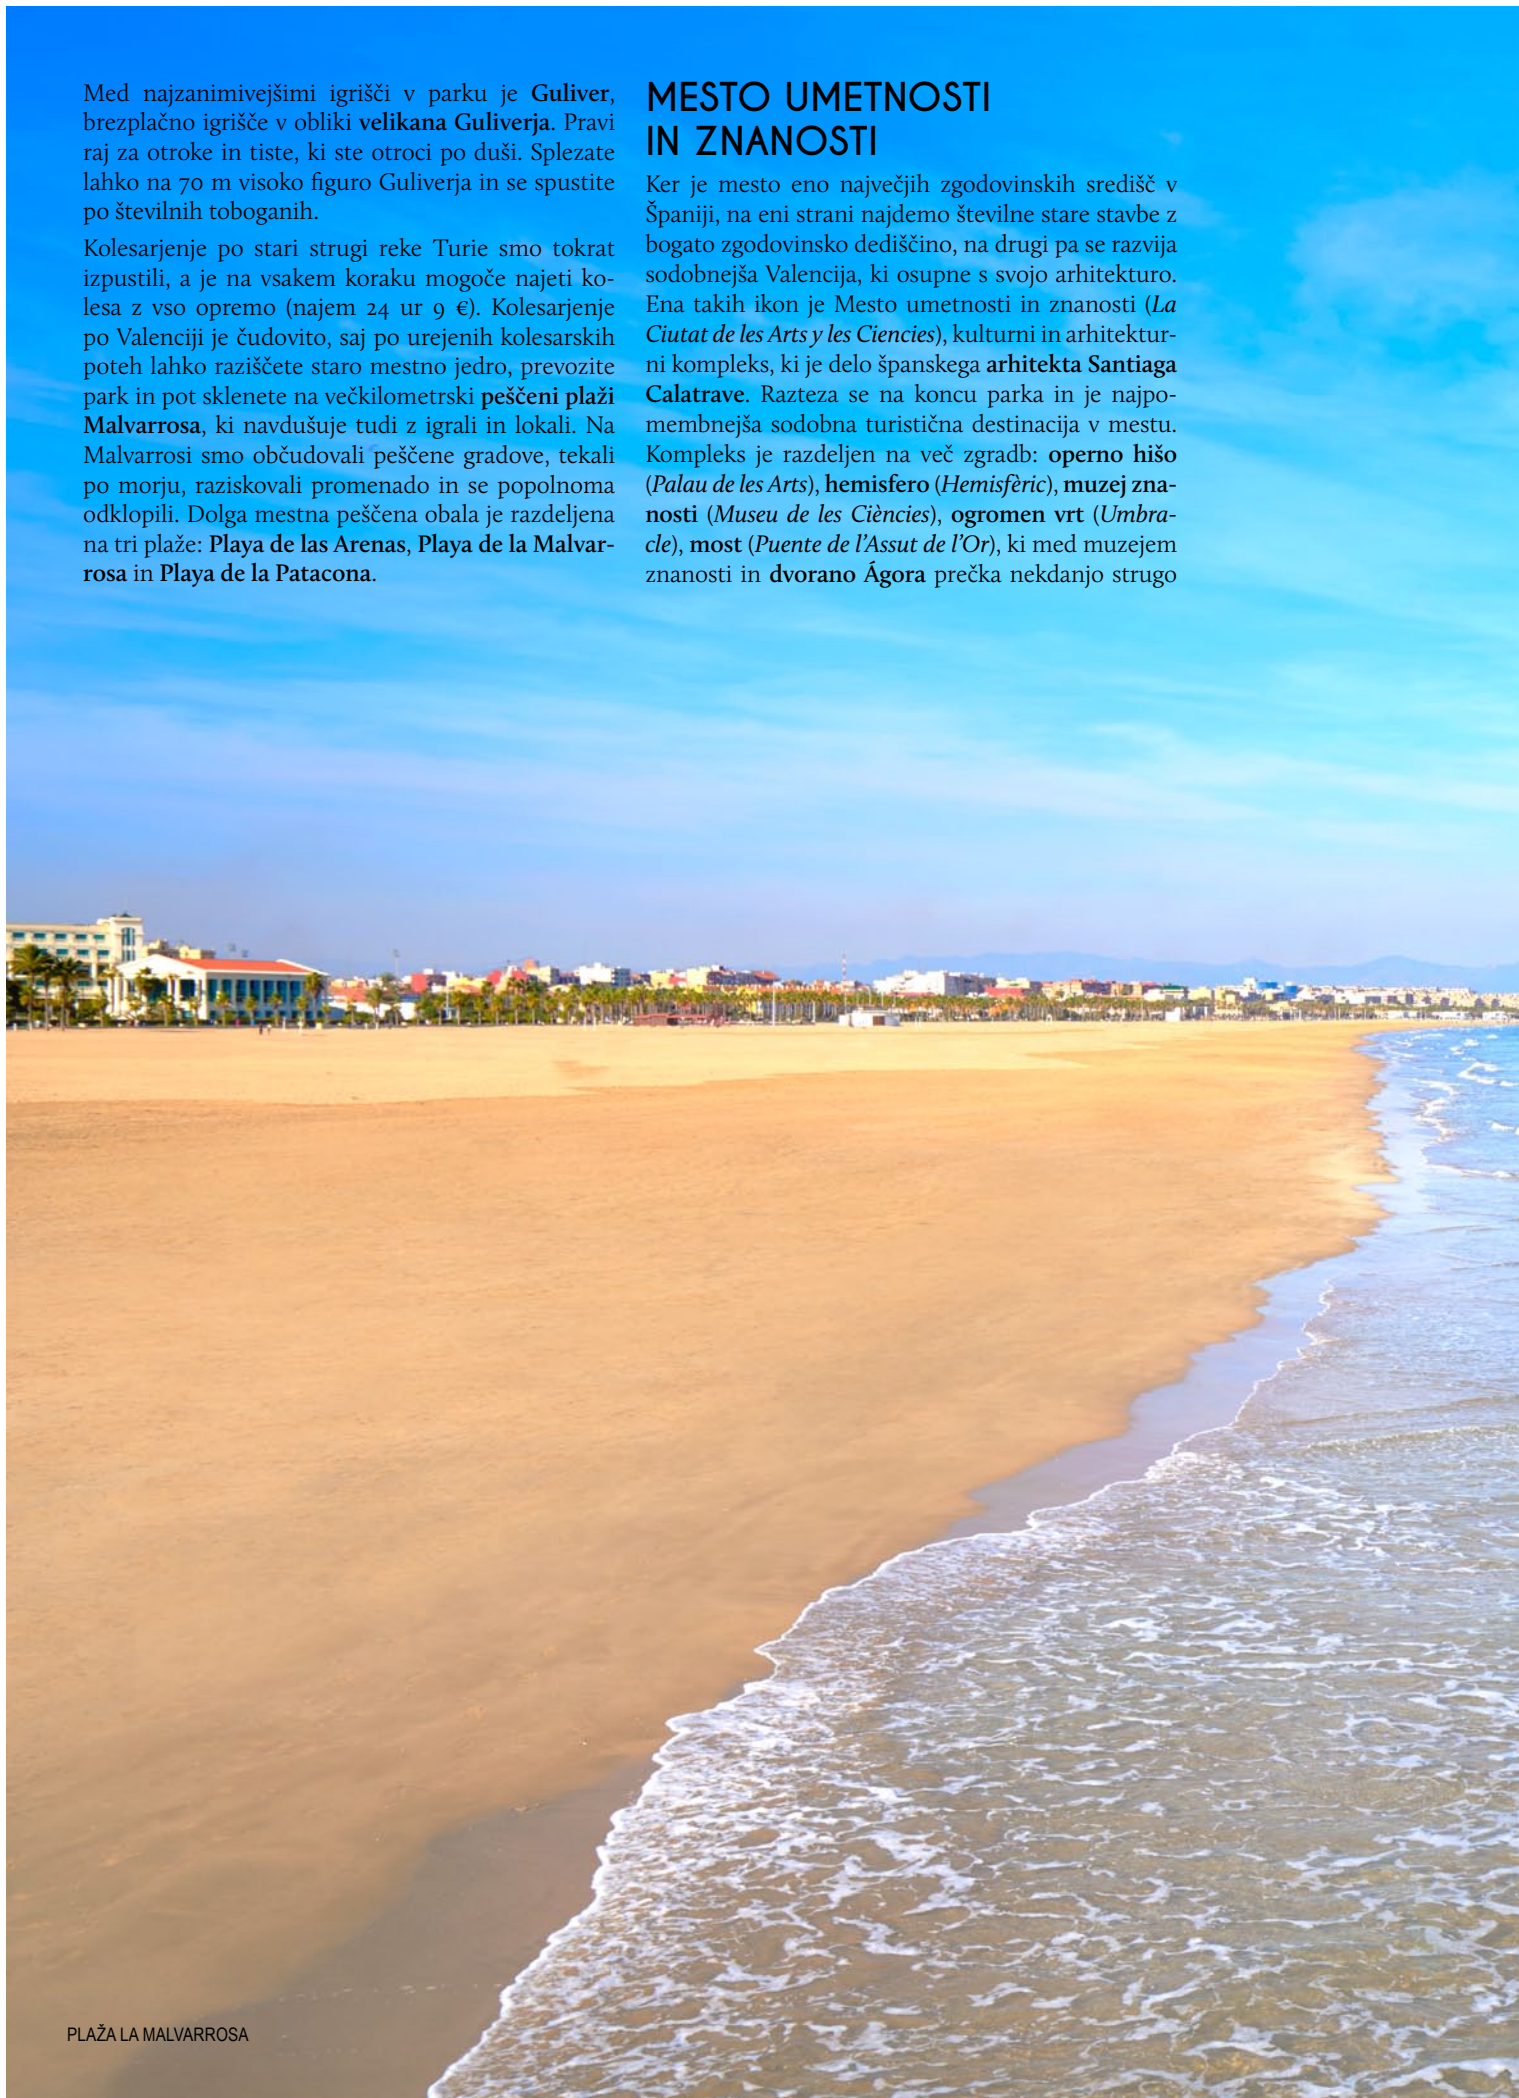 Med najzanimivejšimi igrišči v parku je Guliver,
brezplačno igrišče v obliki velikana Guliverja. Pravi
raj za otroke in tiste, ki ste otroci po duši. Splezate
lahko na 70 m visoko figuro Guliverja in se spustite
po številnih toboganih.
Kolesarjenje po stari strugi reke Turie smo tokrat
izpustili, a je na vsakem koraku mogoče najeti ko-
lesa z vso opremo (najem 24 ur 9 €). Kolesarjenje
po Valenciji je čudovito, saj po urejenih kolesarskih
poteh lahko raziščete staro mestno jedro, prevozite
park in pot sklenete na večkilometrski peščeni plaži
Malvarrosa, ki navdušuje tudi z igrali in lokali. Na
Malvarrosi smo občudovali peščene gradove, tekali
po morju, raziskovali promenado in se popolnoma
odklopili. Dolga mestna peščena obala je razdeljena
na tri plaže: Playa de las Arenas, Playa de la Malvar-
rosa in Playa de la Patacona.
MESTO UMETNOSTI
IN ZNANOSTI
Ker je mesto eno največjih zgodovinskih središč v
Španiji, na eni strani najdemo številne stare stavbe z
bogato zgodovinsko dediščino, na drugi pa se razvija
sodobnejša Valencija, ki osupne s svojo arhitekturo.
Ena takih ikon je Mesto umetnosti in znanosti (La
Ciutat de les Arts y les Ciencies), kulturni in arhitektur-
ni kompleks, ki je delo španskega arhitekta Santiaga
Calatrave. Razteza se na koncu parka in je najpo-
membnejša sodobna turistična destinacija v mestu.
Kompleks je razdeljen na več zgradb: operno hišo
(Palau de les Arts), hemisfero (Hemisfèric), muzej zna-
nosti (Museu de les Ciències), ogromen vrt (Umbra-
cle), most (Puente de l'Assut de l'Or), ki med muzejem
znanosti in dvorano Ágora prečka nekdanjo strugo
PLAŽA LA MALVARROSA